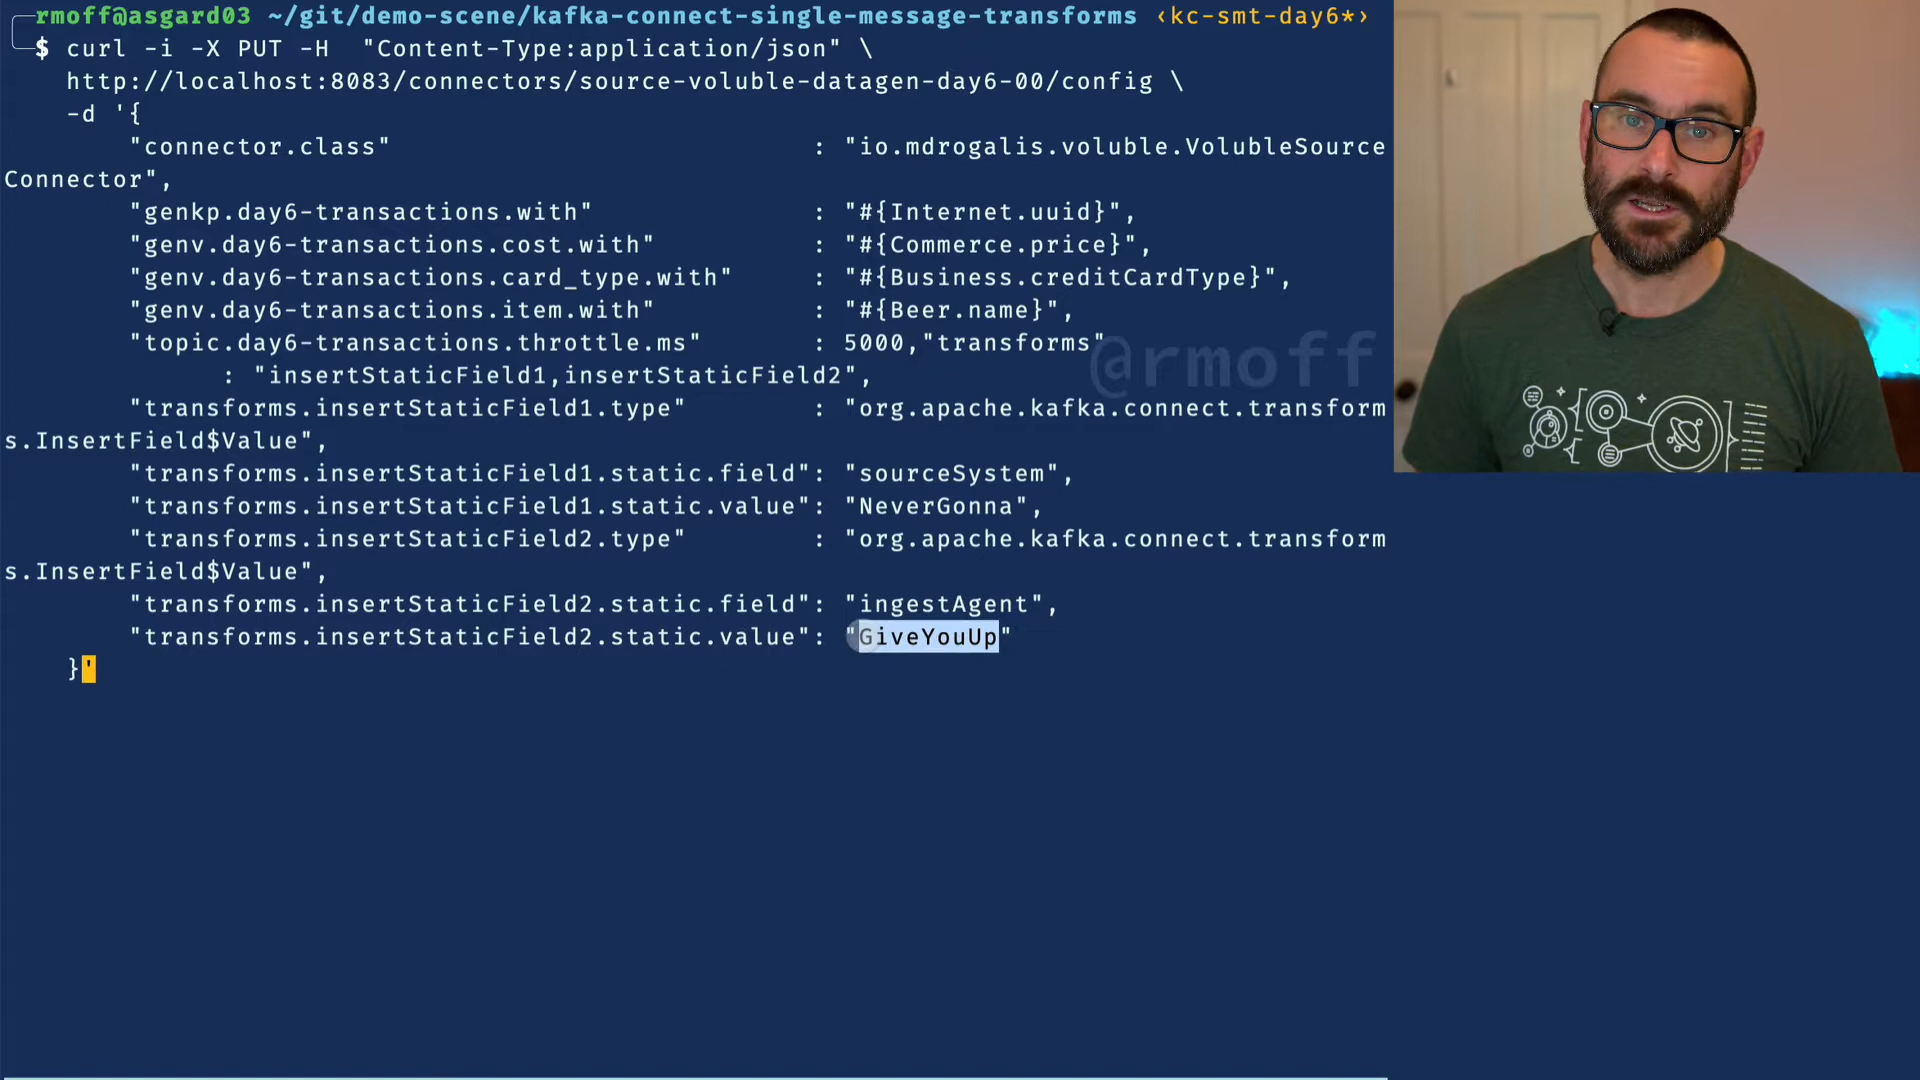 rmoff@asgard03 ~/git/demo-scene/kafka-connect-single-message-transforms ‹kc-smt-day6*›
$ curl -i -X PUT -H  "Content-Type:application/json" \
http://localhost:8083/connectors/source-voluble-datagen-day6-00/config \
-d '{
"connector.class" : "io.mdrogalis.voluble.VolubleSource
Connector",
"genkp.day6-transactions.with" : "#{Internet.uuid}",
"genv.day6-transactions.cost.with" : "#{Commerce.price}",
"genv.day6-transactions.card_type.with" : "#{Business.creditCardType}",
"genv.day6-transactions.item.with" : "#{Beer.name}",
"topic.day6-transactions.throttle.ms" : 5000,"transforms"
@rmoff
: "insertStaticField1,insertStaticField2",
"transforms.insertStaticField1.type" : "org.apache.kafka.connect.transform
s.InsertField$Value",
"transforms.insertStaticField1.static.field": "sourceSystem",
"transforms.insertStaticField1.static.value": "NeverGonna",
"transforms.insertStaticField2.type" : "org.apache.kafka.connect.transform
s.InsertField$Value",
"transforms.insertStaticField2.static.field": "ingestAgent",
"transforms.insertStaticField2.static.value": "GiveYouUp"
}'